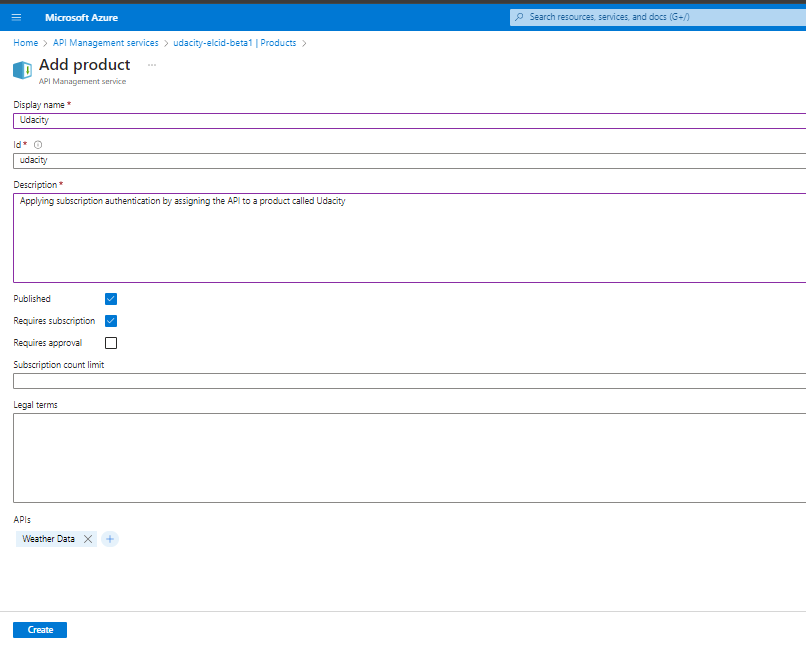 Microsoft Azure
Search resources, services, and docs (G+/)
Home > API Management services > udacity-elcid-beta1 | Products >
Add product ...
API Management service
Display name *
Udacity
Id *
udacity
Description *
Applying subscription authentication by assigning the API to a product called Udacity
Published
Requires subscription
Requires approval
Subscription count limit
Legal terms
APIs
Weather Data
Create